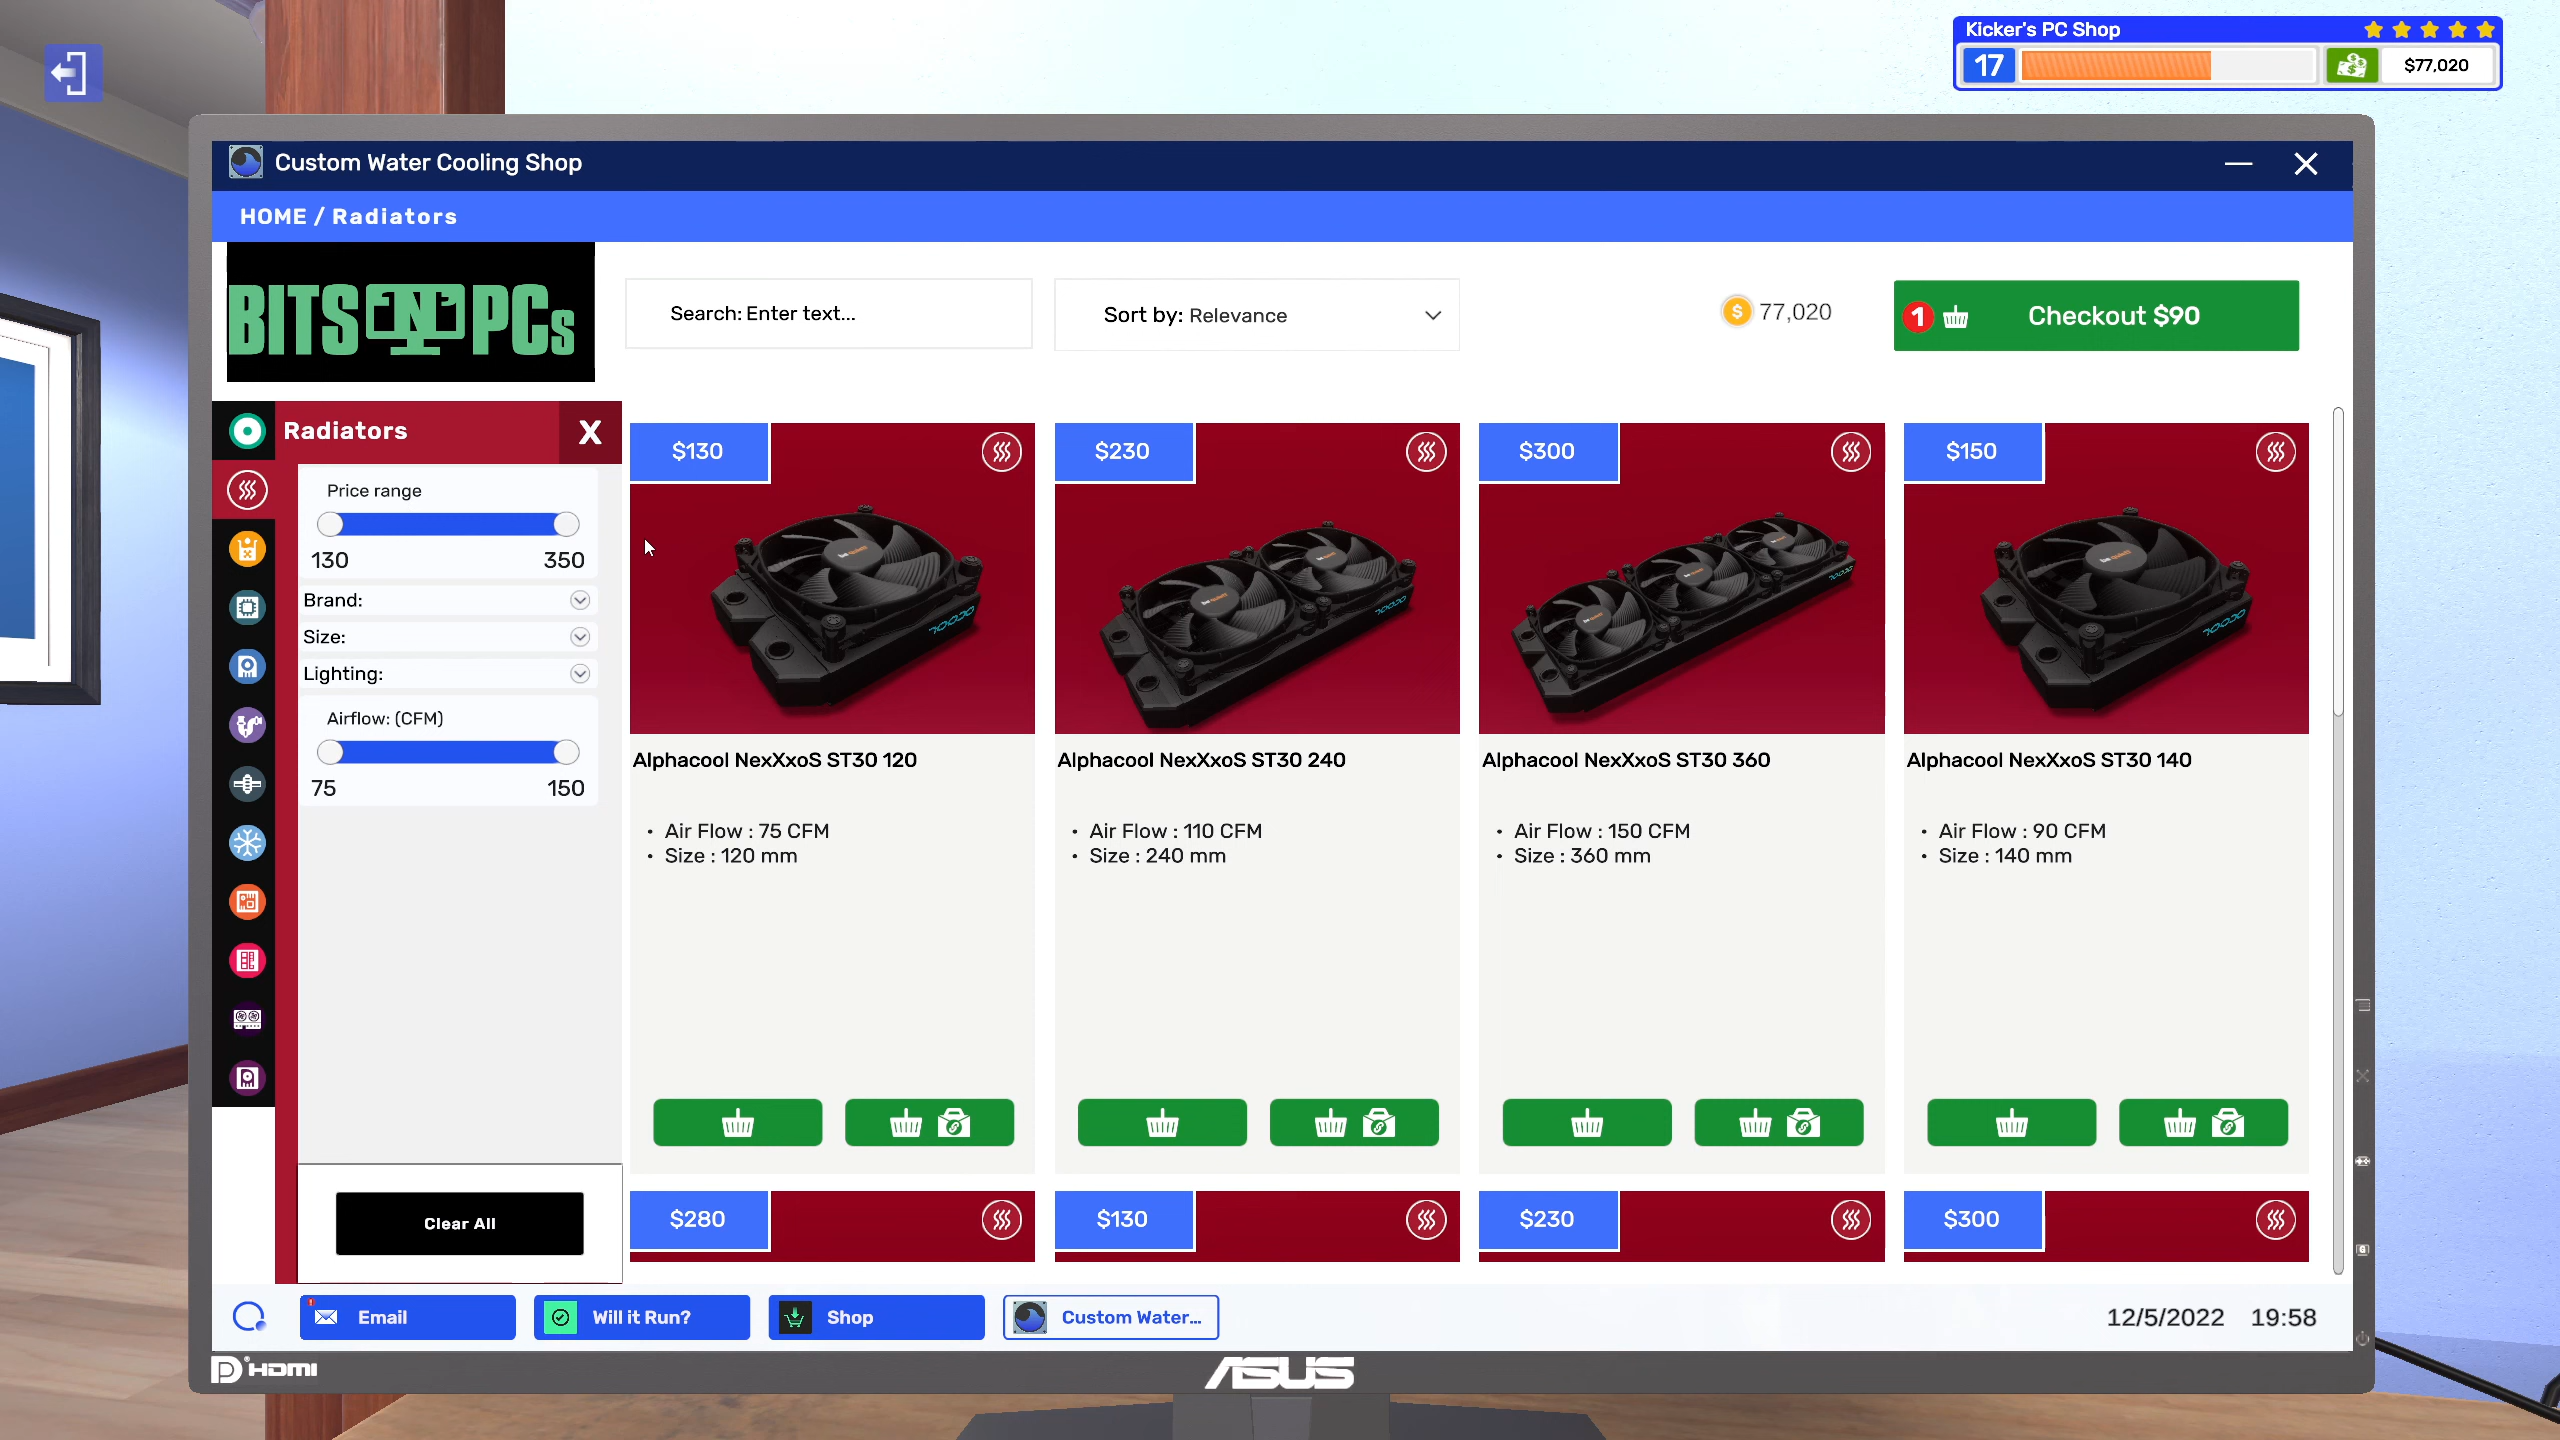 Kicker's PC Shop
17
$77,020
Custom Water Cooling Shop
HOME / Radiators
BITS N PCs
Search: Enter text...
Sort by: Relevance
$ 77,020
1
Checkout $90
Radiators
X
Price range
130 350
Brand:
Size:
Lighting:
Airflow: (CFM)
75 150
Clear All
$130
Alphacool NexXxoS ST30 120
• Air Flow : 75 CFM
• Size : 120 mm
$230
Alphacool NexXxoS ST30 240
• Air Flow : 110 CFM
• Size : 240 mm
$300
Alphacool NexXxoS ST30 360
• Air Flow : 150 CFM
• Size : 360 mm
$150
Alphacool NexXxoS ST30 140
• Air Flow : 90 CFM
• Size : 140 mm
$280
$130
$230
$300
Email
Will it Run?
Shop
Custom Water...
12/5/2022 19:58
HDMI
ASUS